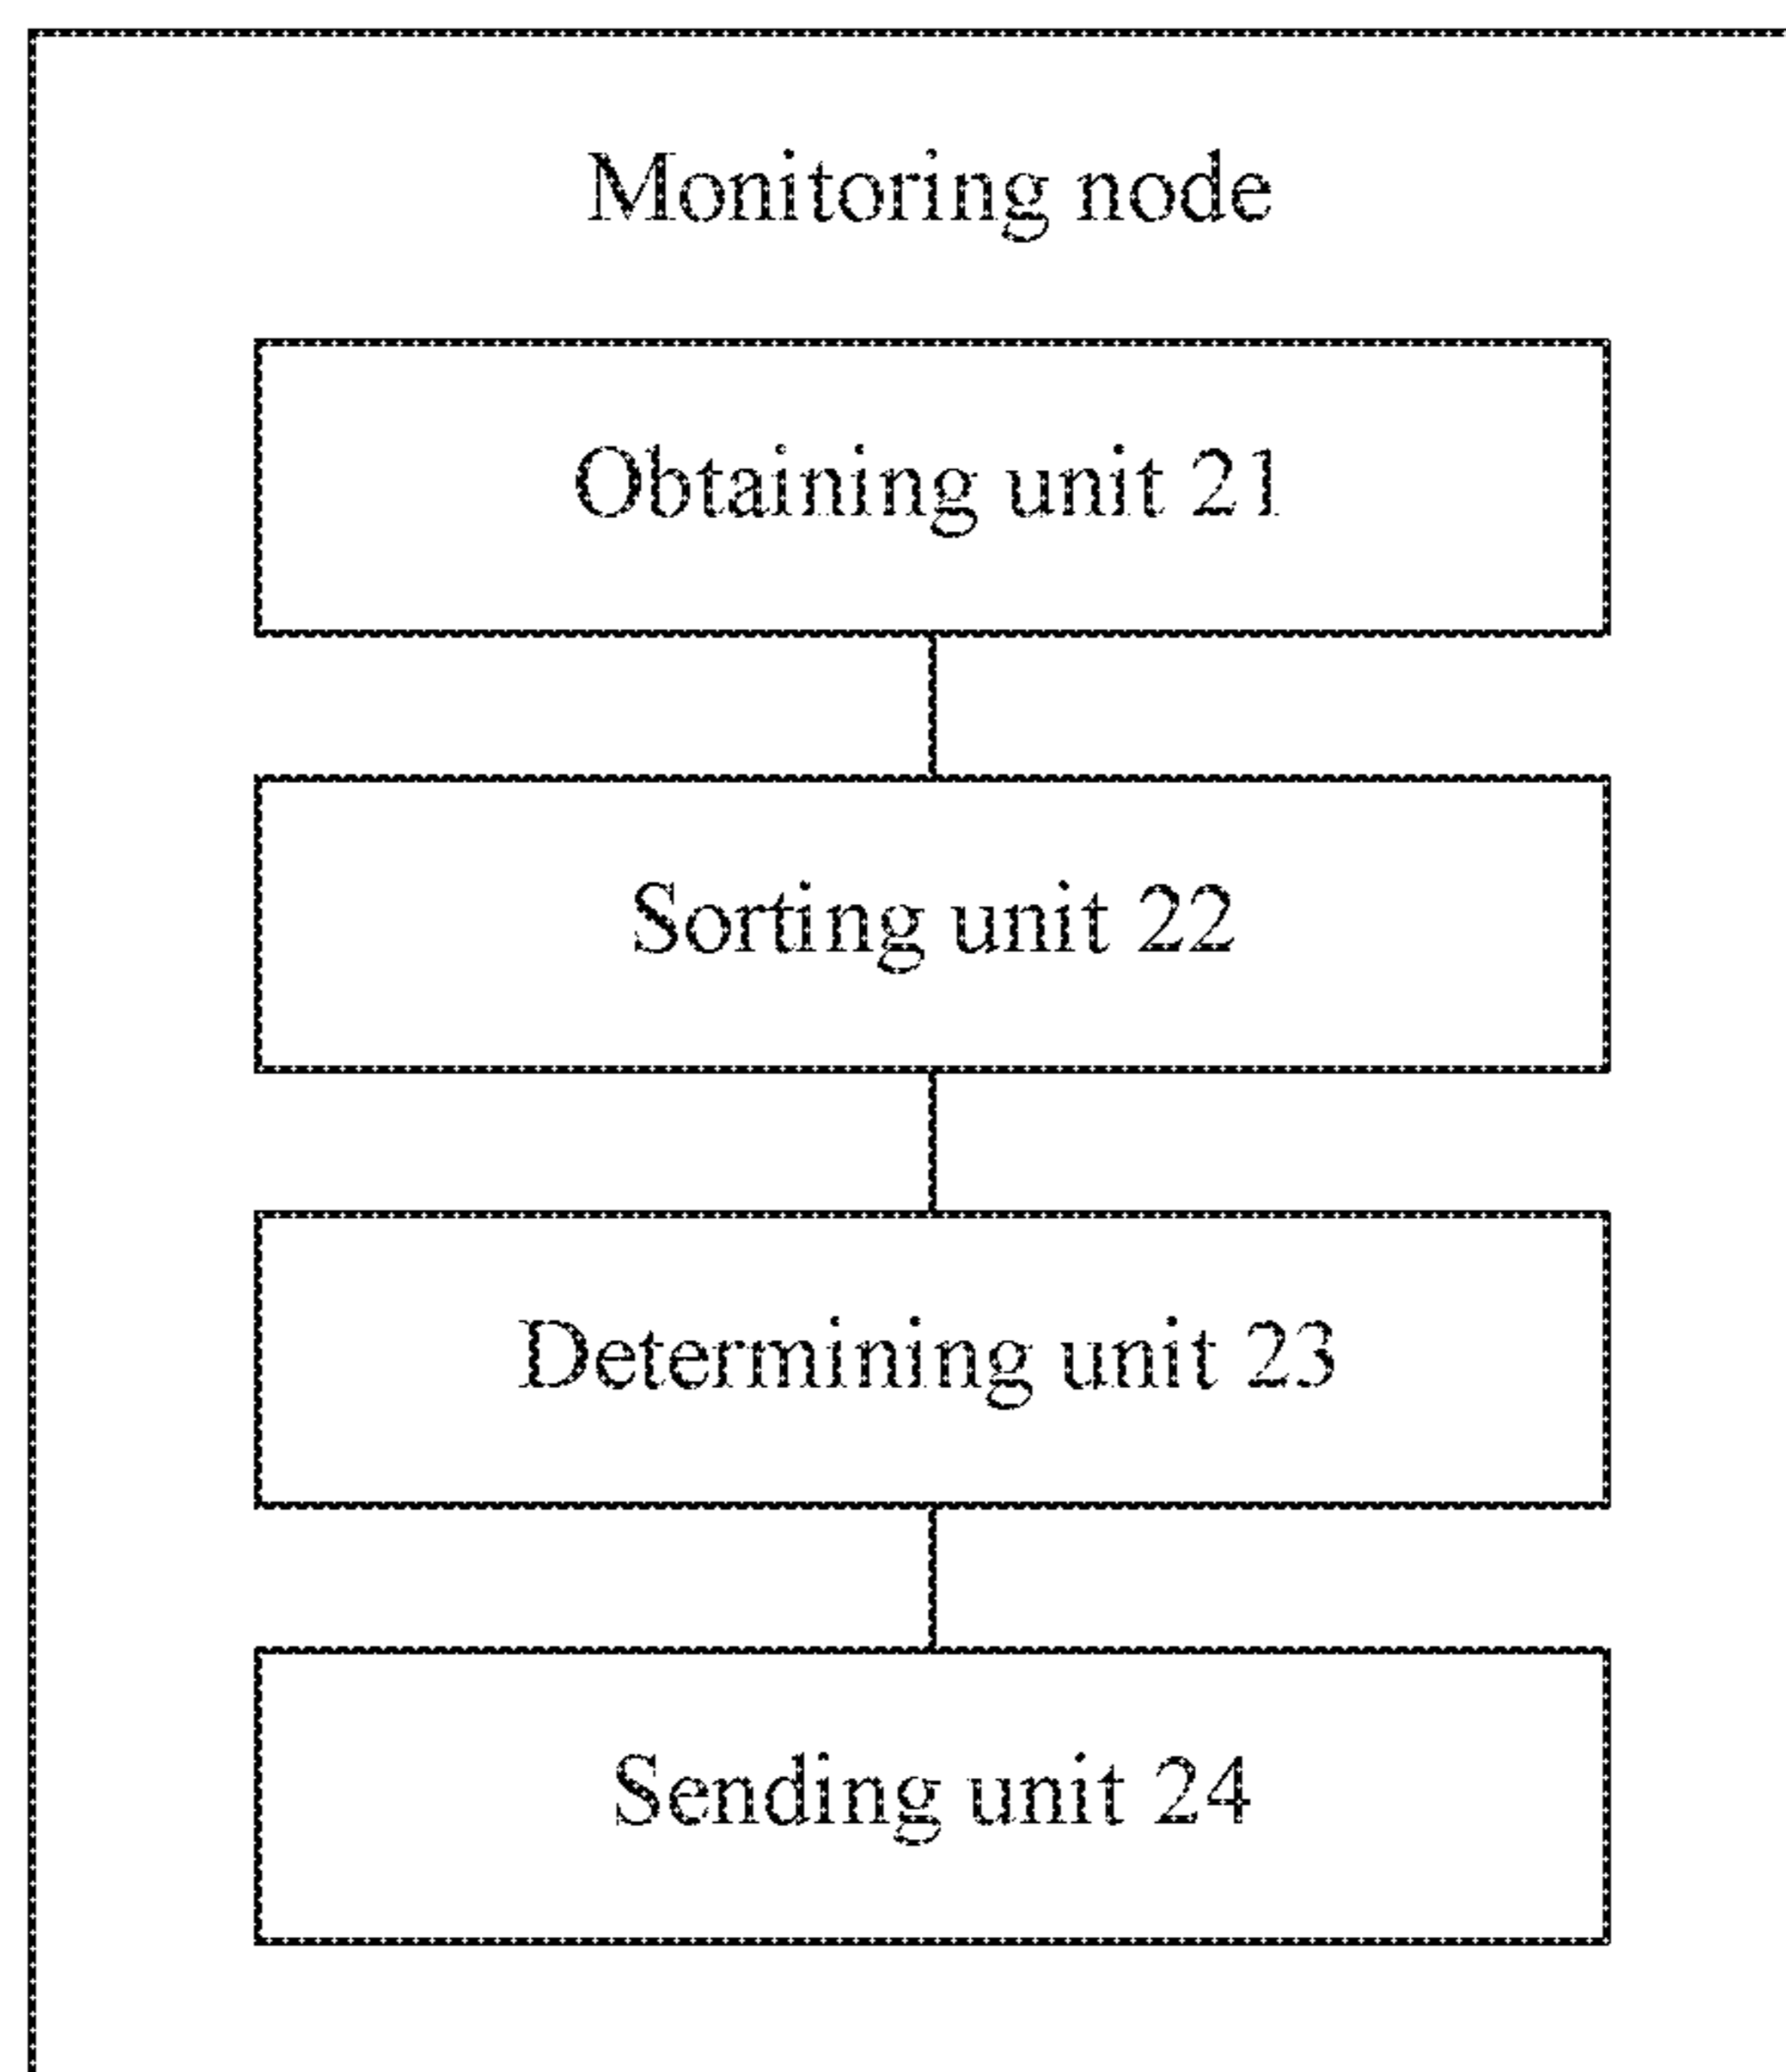 Monitoring node
Obtaining unit 21
Sorting unit 22
Determining unit 23
Sending unit 24